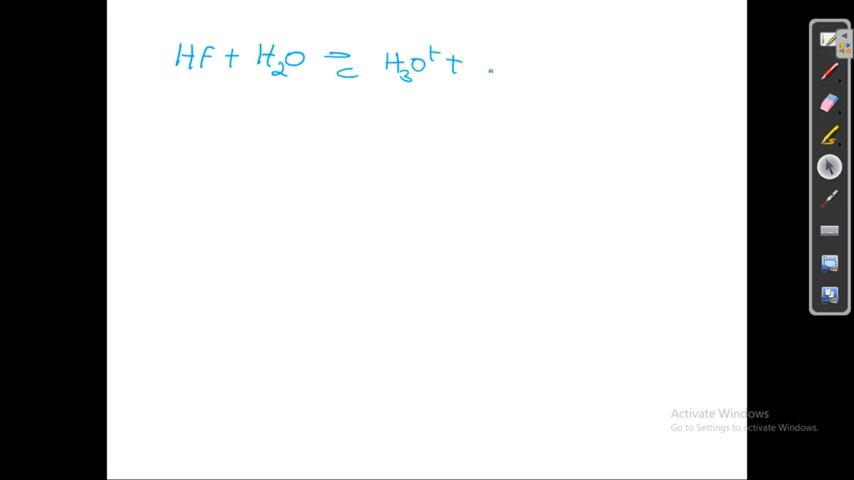 HF + H₂O ⇌ H₃O⁺ +
Activate Windows
Go to Settings to activate Windows.